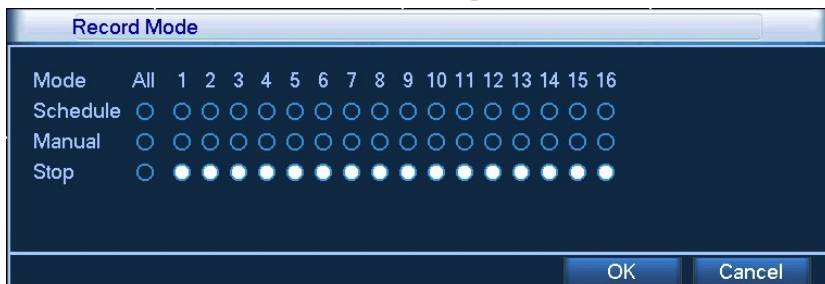 Record Mode
Mode All 1 2 3 4 5 6 7 8 9 10 11 12 13 14 15 16
Schedule
Manual
Stop
OK Cancel